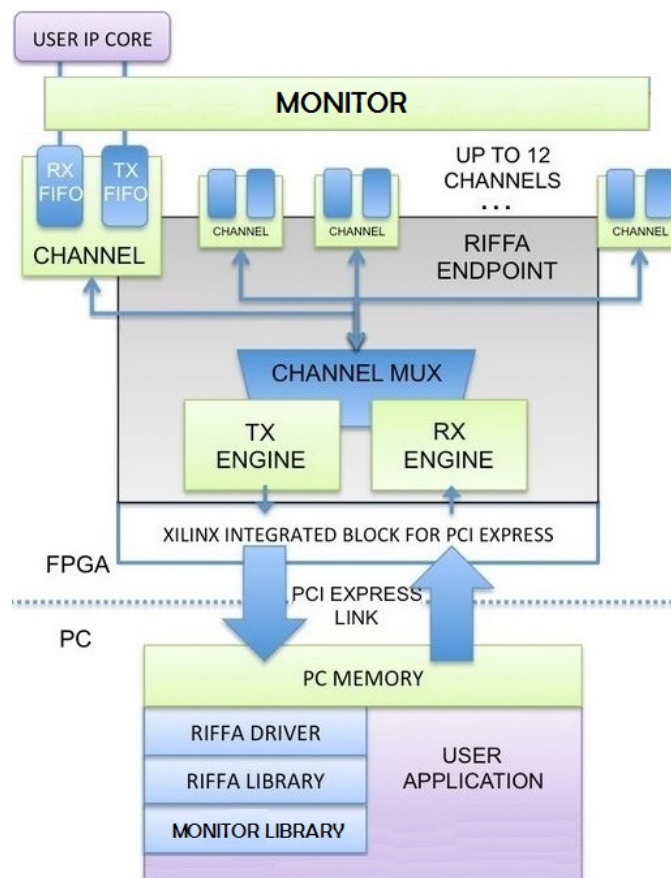 USER IP CORE
MONITOR
RX
FIFO
TX
FIFO
CHANNEL
CHANNEL
CHANNEL
UP TO 12
CHANNELS
...
CHANNEL
RIFFA
ENDPOINT
CHANNEL MUX
TX
ENGINE
RX
ENGINE
XILINX INTEGRATED BLOCK FOR PCI EXPRESS
FPGA
PCI EXPRESS
LINK
PC
PC MEMORY
RIFFA DRIVER
RIFFA LIBRARY
MONITOR LIBRARY
USER
APPLICATION